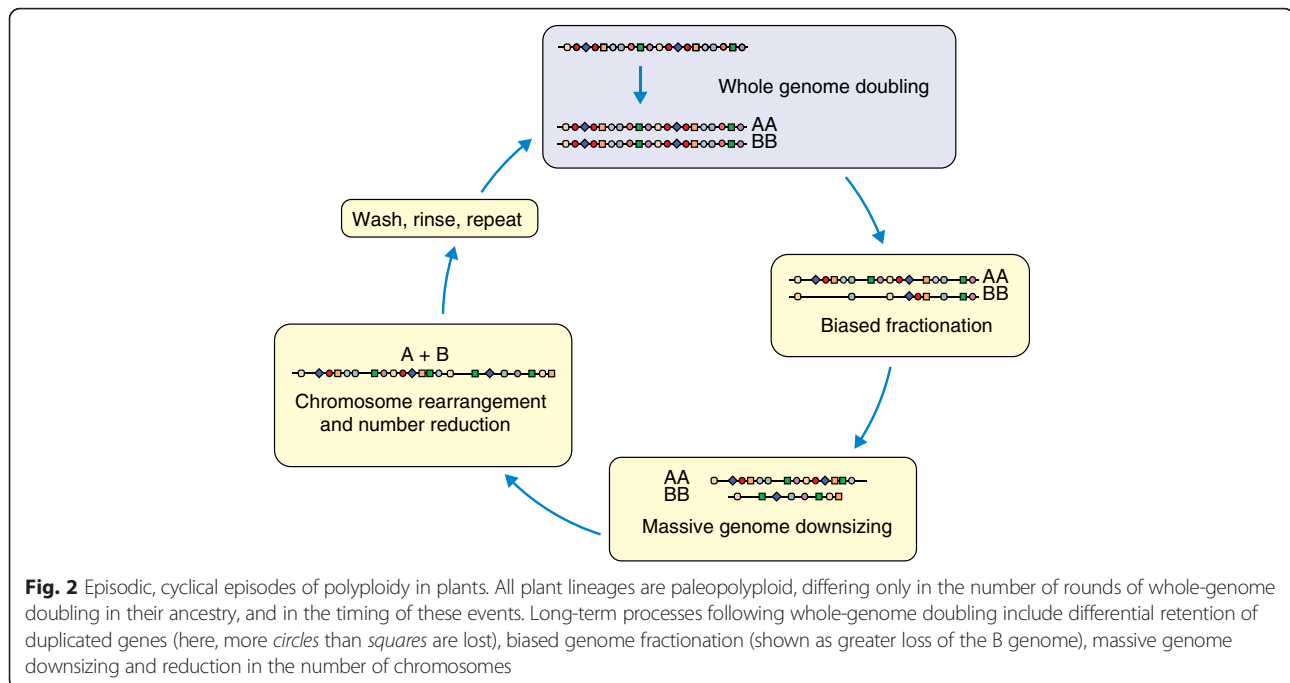 Whole genome doubling
AA
BB
Wash, rinse, repeat
AA
BB
Biased fractionation
A + B
Chromosome rearrangement
and number reduction
AA
BB
Massive genome downsizing
Fig. 2 Episodic, cyclical episodes of polyploidy in plants. All plant lineages are paleopolyploid, differing only in the number of rounds of whole-genome
doubling in their ancestry, and in the timing of these events. Long-term processes following whole-genome doubling include differential retention of
duplicated genes (here, more circles than squares are lost), biased genome fractionation (shown as greater loss of the B genome), massive genome
downsizing and reduction in the number of chromosomes